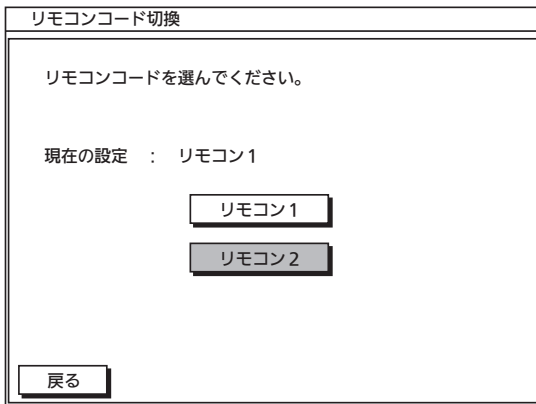 リモコンコード切換
リモコンコードを選んでください。
現在の設定 : リモコン1
リモコン1
リモコン2
戻る